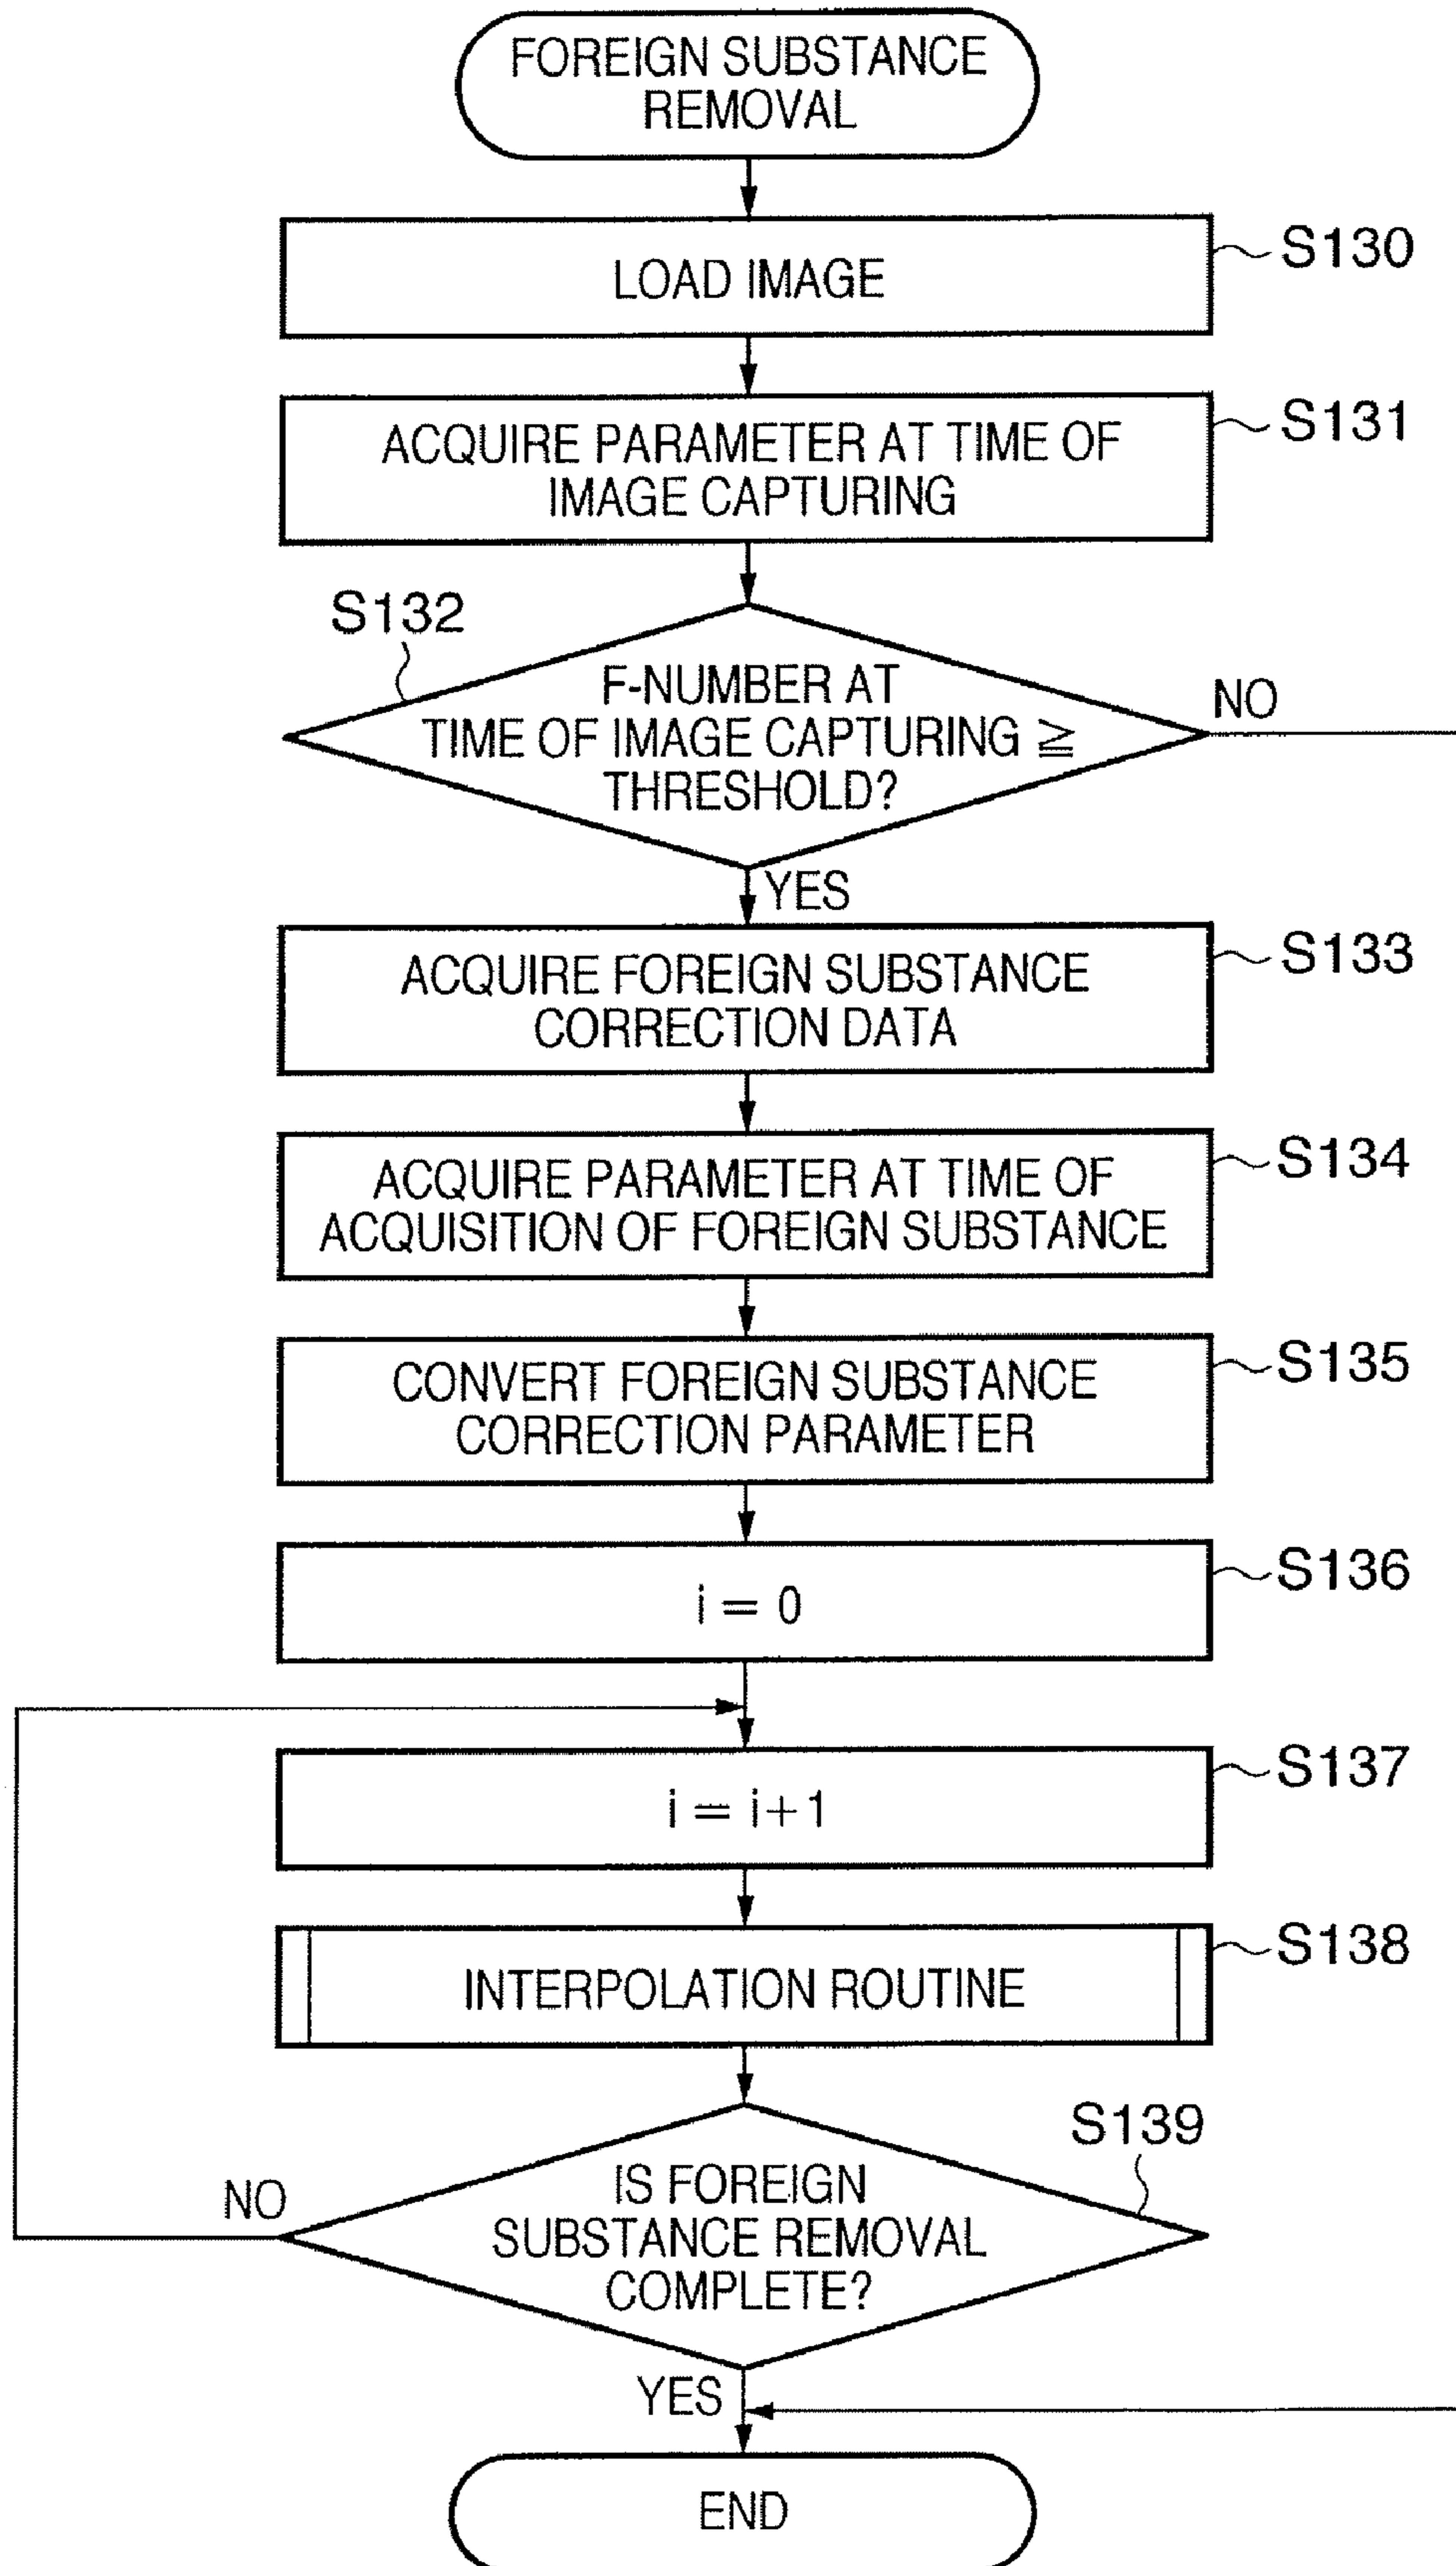 FOREIGN SUBSTANCE
REMOVAL
LOAD IMAGE
S130
ACQUIRE PARAMETER AT TIME OF
IMAGE CAPTURING
S131
S132
F-NUMBER AT
TIME OF IMAGE CAPTURING ≧
THRESHOLD?
NO
YES
ACQUIRE FOREIGN SUBSTANCE
CORRECTION DATA
S133
ACQUIRE PARAMETER AT TIME OF
ACQUISITION OF FOREIGN SUBSTANCE
S134
CONVERT FOREIGN SUBSTANCE
CORRECTION PARAMETER
S135
i = 0
S136
i = i+1
S137
INTERPOLATION ROUTINE
S138
S139
IS FOREIGN
SUBSTANCE REMOVAL
COMPLETE?
NO
YES
END